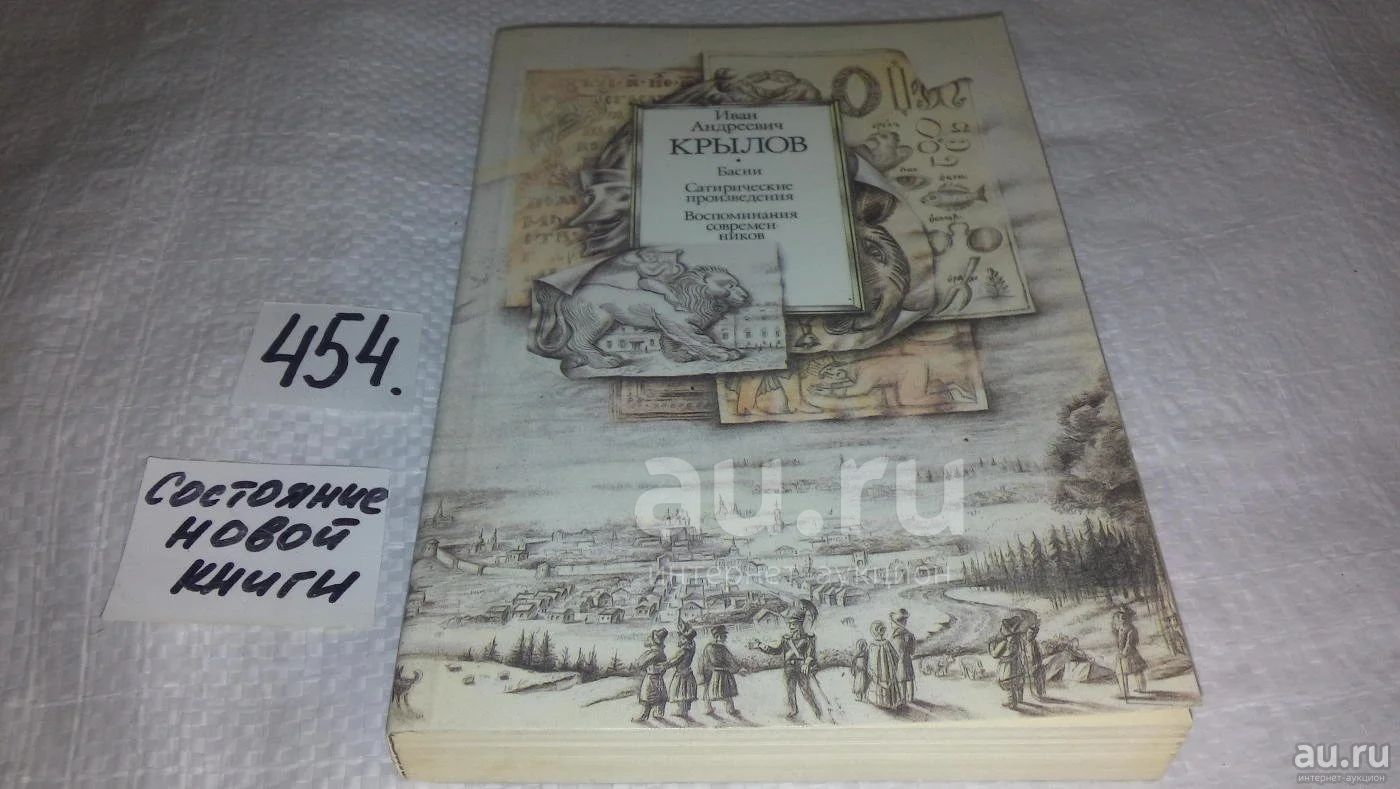 Иван
Андреевич
КРЫЛОВ
Басни
Сатирические
произведения
Воспоминания
современ-
ников
454.
Состояние
новой
книги
au.ru
интернет-аукцион
au.ru
интернет-аукцион